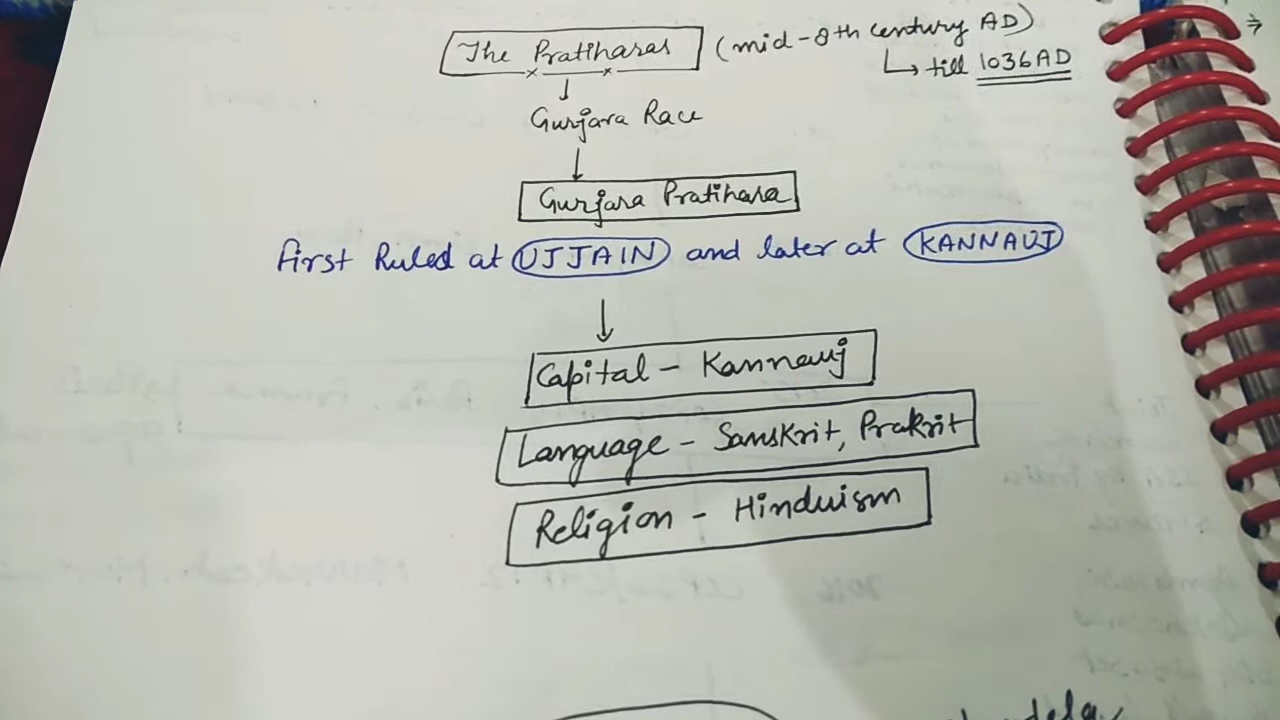 The Pratiharas (mid-8th century AD)
↳ till 1036AD
↓
Gurjara Race
↓
Gurjara Pratihara
First Ruled at UJJAIN and later at KANNAUJ
↓
Capital - Kannauj
Language - Sanskrit, Prakrit
Religion - Hinduism